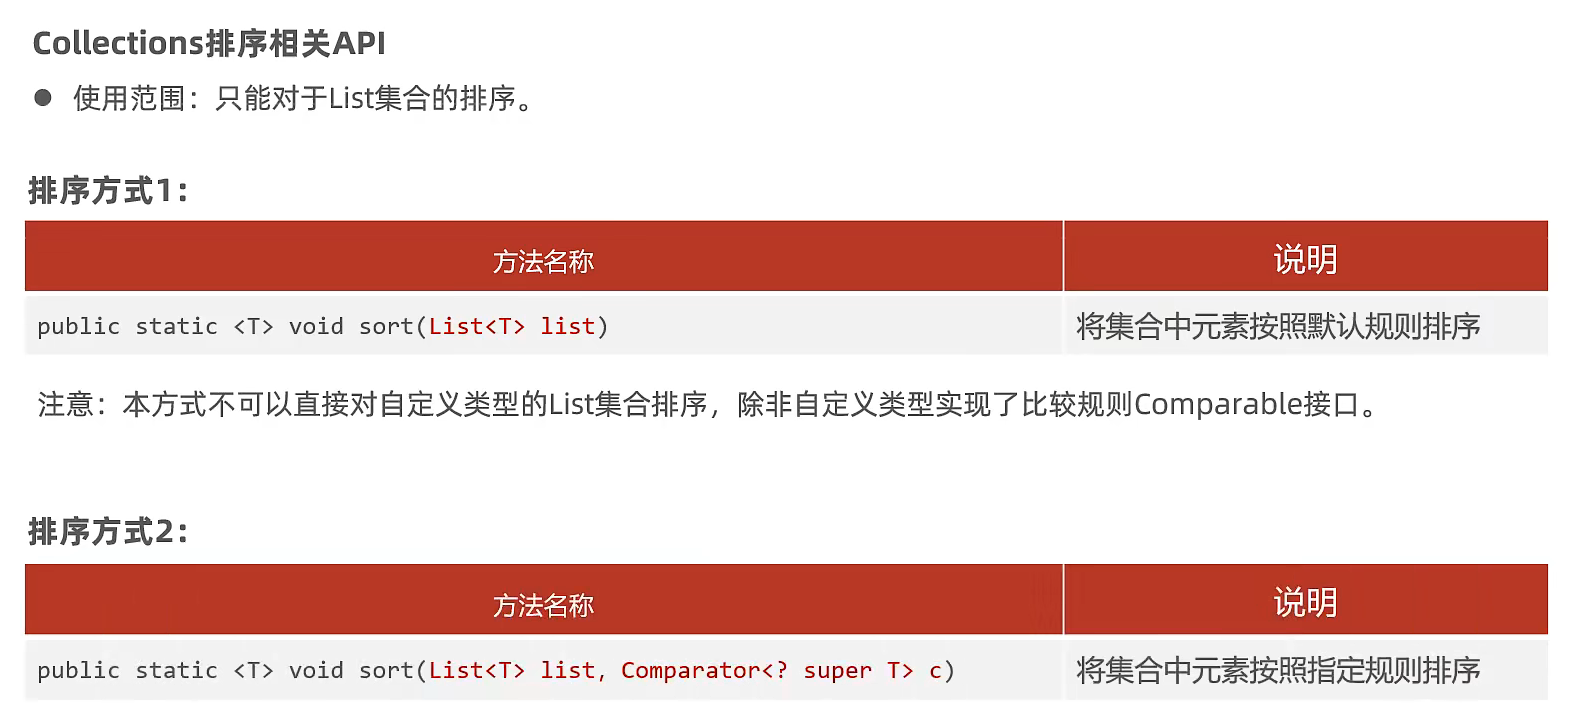 Collections排序相关API
● 使用范围：只能对于List集合的排序。
排序方式1：
方法名称 说明
public static <T> void sort(List<T> list) 将集合中元素按照默认规则排序
注意：本方式不可以直接对自定义类型的List集合排序，除非自定义类型实现了比较规则Comparable接口。
排序方式2：
方法名称 说明
public static <T> void sort(List<T> list, Comparator<? super T> c) 将集合中元素按照指定规则排序